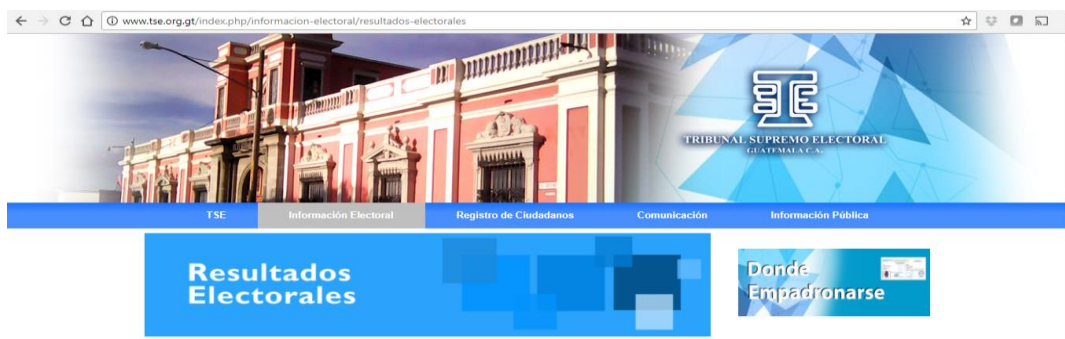 www.tse.org.gt/index.php/informacion-electoral/resultados-electorales
TRIBUNAL SUPREMO ELECTORAL
GUATEMALA C.A.
TSE Información Electoral Registro de Ciudadanos Comunicación Información Pública
Resultados
Electorales
Donde
Empadronarse